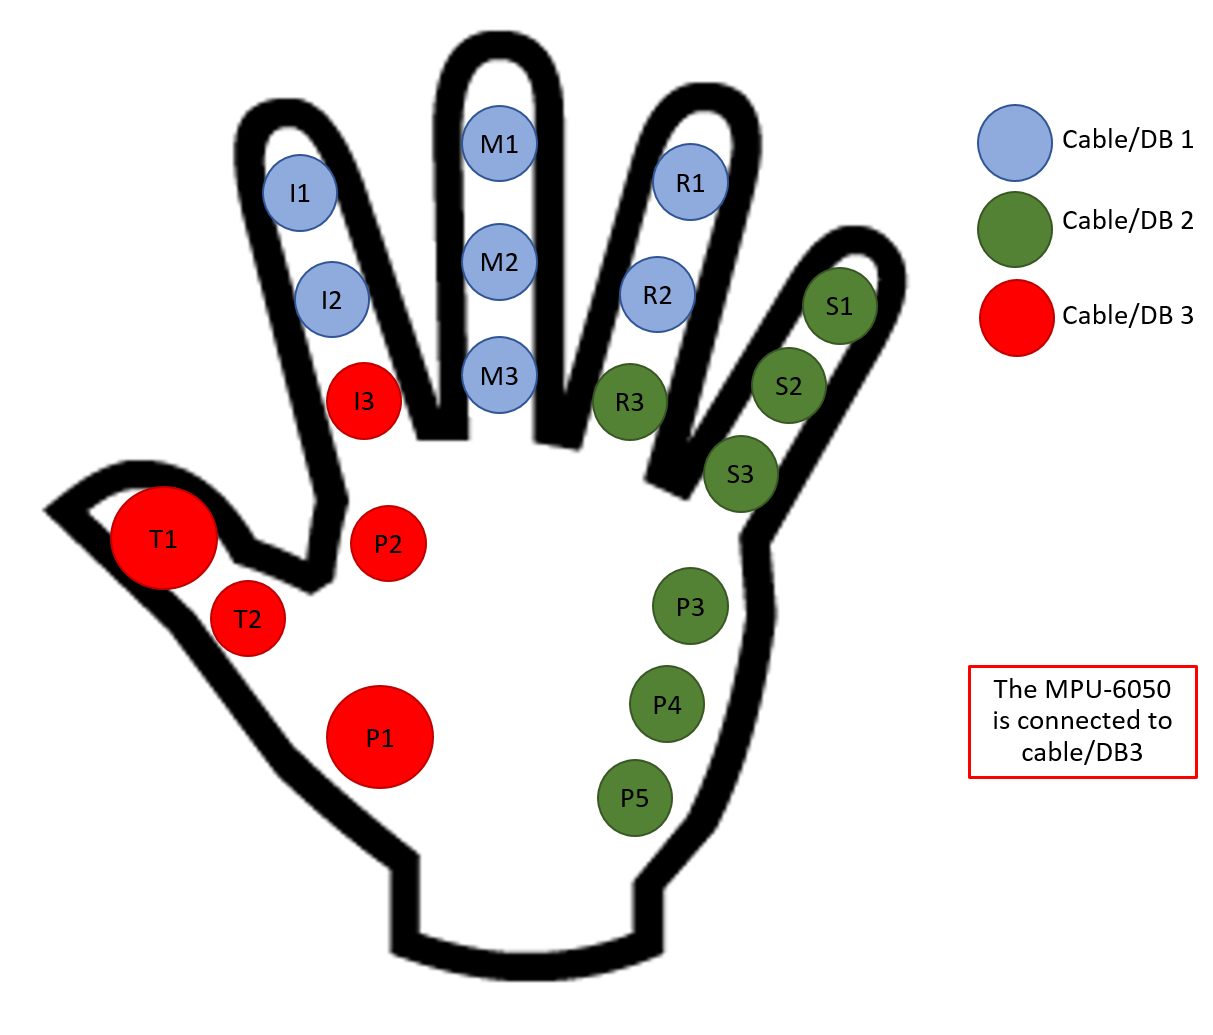 M1
I1
R1
M2
I2
R2
S1
M3
I3
R3
S2
S3
T1
P2
T2
P3
P4
P1
P5
Cable/DB 1
Cable/DB 2
Cable/DB 3
The MPU-6050
is connected to
cable/DB3